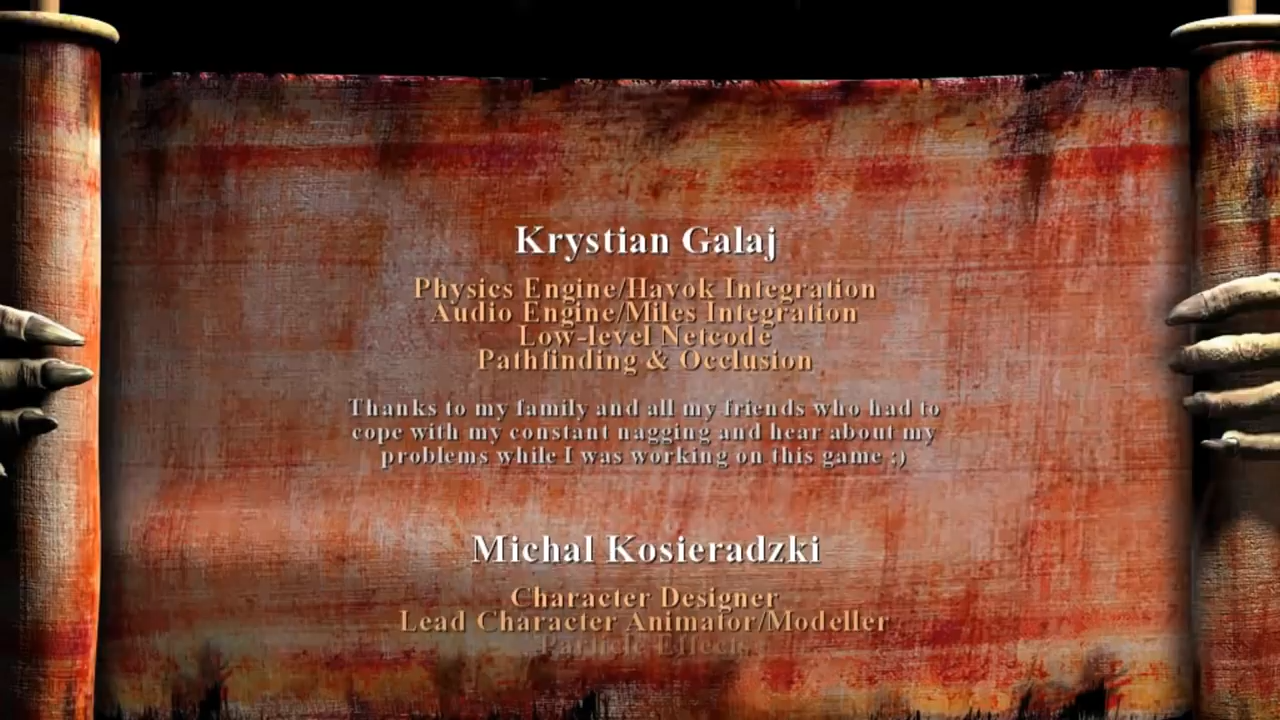 Krystian Galaj
Physics Engine/Havok Integration
Audio Engine/Miles Integration
Low-level Netcode
Pathfinding & Occlusion
Thanks to my family and all my friends who had to
cope with my constant nagging and hear about my
problems while I was working on this game ;)
Michal Kosieradzki
Character Designer
Lead Character Animator/Modeller
Particle Effects